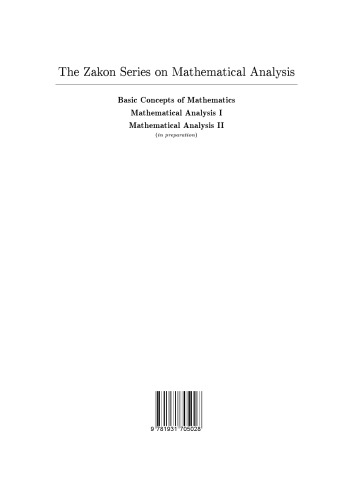 The Zakon Series on Mathematical Analysis
Basic Concepts of Mathematics
Mathematical Analysis I
Mathematical Analysis II
(in preparation)
9 781931 705028